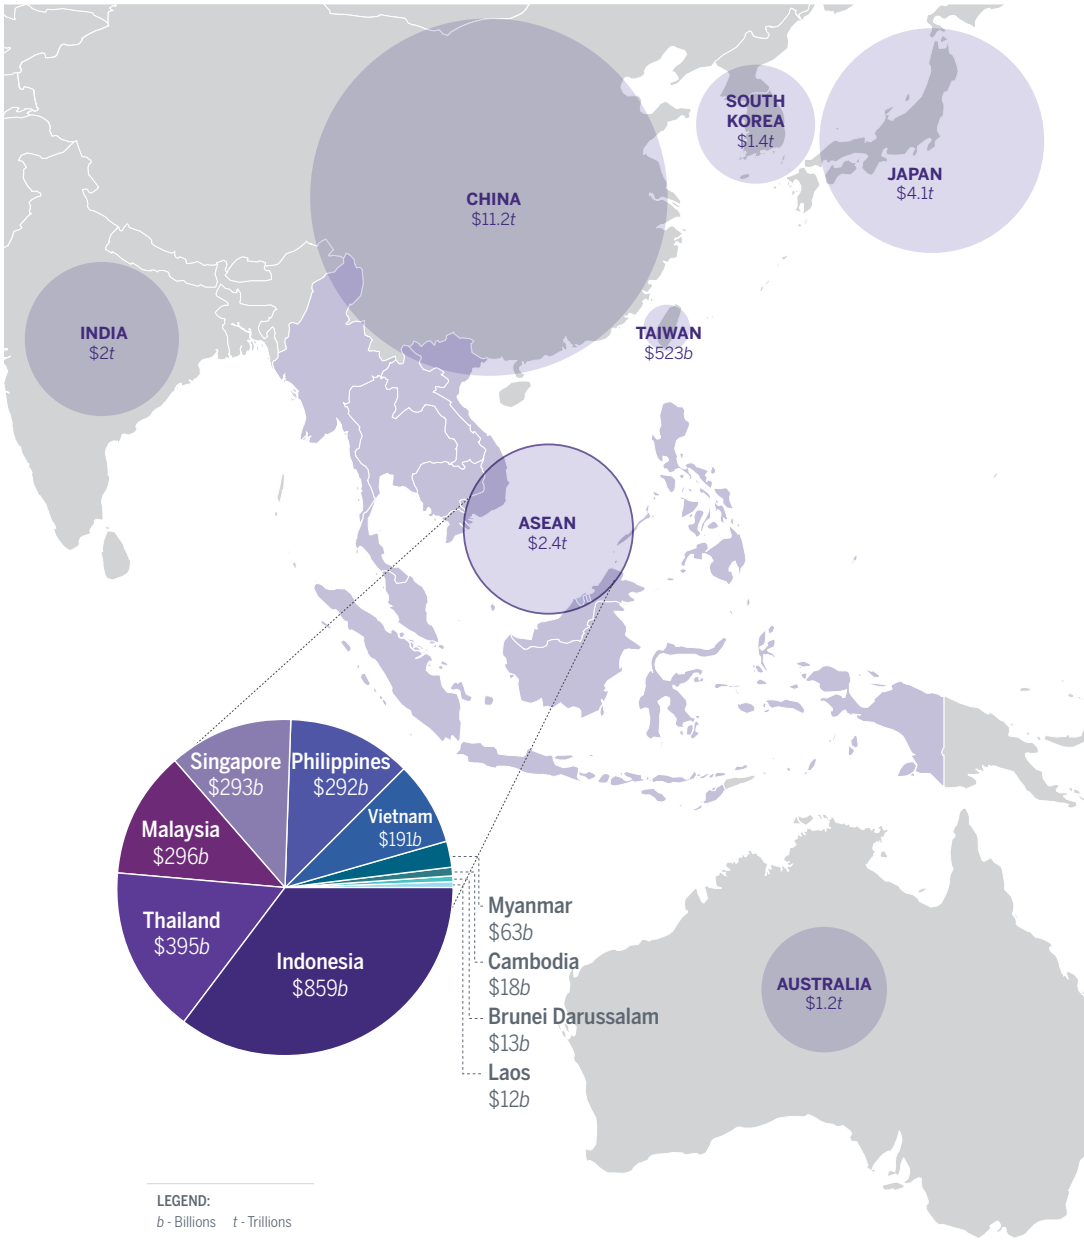 SOUTH
KOREA
$1.4t
JAPAN
$4.1t
CHINA
$11.2t
INDIA
$2t
TAIWAN
$523b
ASEAN
$2.4t
Singapore
$293b
Philippines
$292b
Vietnam
$191b
Malaysia
$296b
Thailand
$395b
Indonesia
$859b
Myanmar
$63b
Cambodia
$18b
Brunei Darussalam
$13b
Laos
$12b
AUSTRALIA
$1.2t
LEGEND:
b - Billions t - Trillions